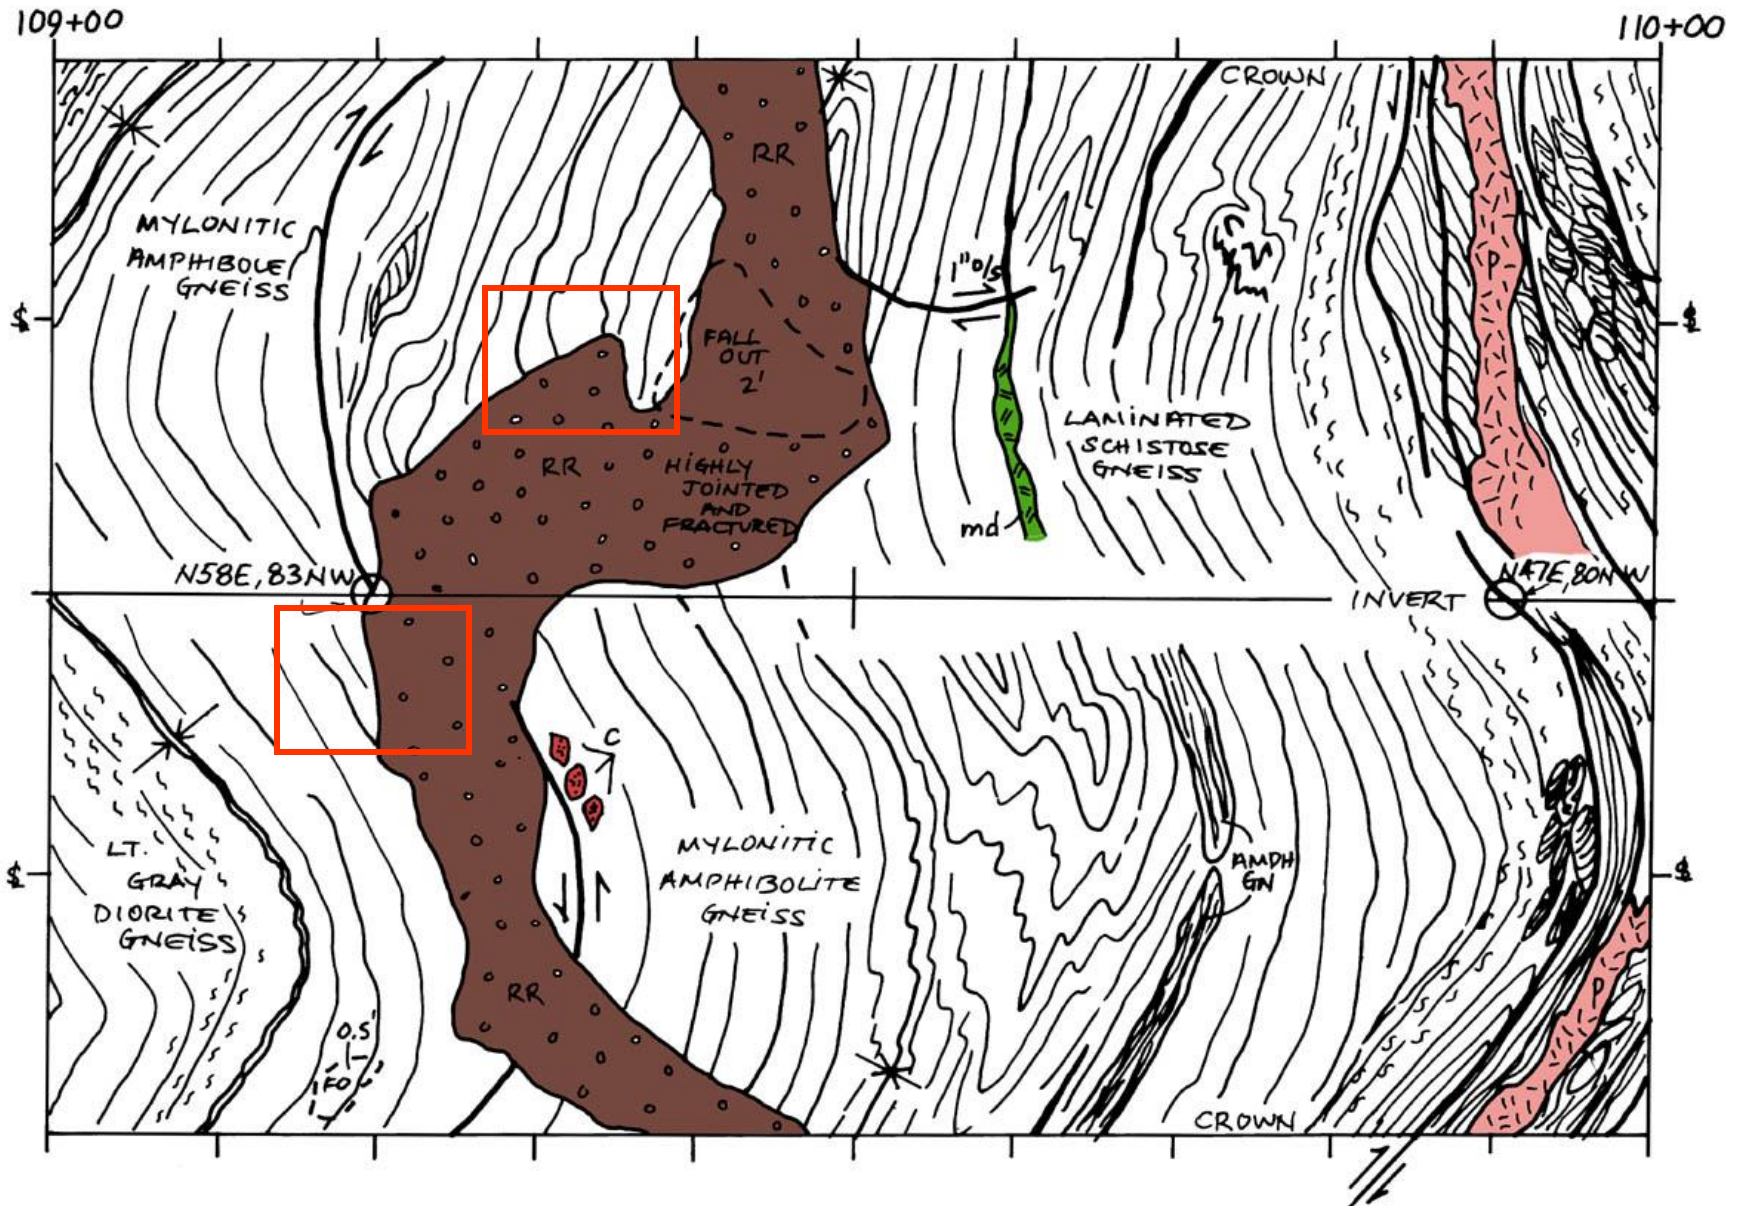 109+00
110+00
CROWN
RR
MYLONITIC
AMPHIBOLE
GNEISS
1" O/S
P
FALL
OUT
2'
LAMINATED
SCHISTOSE
GNEISS
RR
HIGHLY
JOINTED
AND
FRACTURED
md
N58E, 83NW
N47E, 80NW
INVERT
C
MYLONITIC
AMPHIBOLITE
GNEISS
AMPH
GN
LT.
GRAY
DIORITE
GNEISS
RR
P
0.5'
FO
CROWN